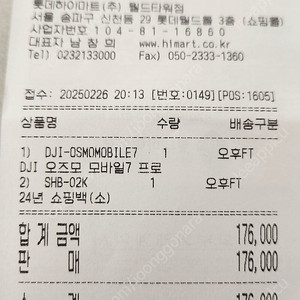 롯데하이마트(주) 월드타워점
서울 송파구 신천동 29 롯데월드몰 3층 (쇼핑몰)
사업자번호 104-81-16860
대표자남 창 희 www.himart.co.kr
Tel) 0232133000 Fax) 050-2333-1360
접수: 20250226 20:13 [번호:0149][POS:1605]
상품명 수량 배송구분
1) DJI-OSMOMOBILE7 1 오후FT
DJI 오즈모 모바일7 프로
2) SHB-02K 1 오후FT
24년 쇼핑백(소)
합 계 금액 176,000
판 매 176,000
176,000